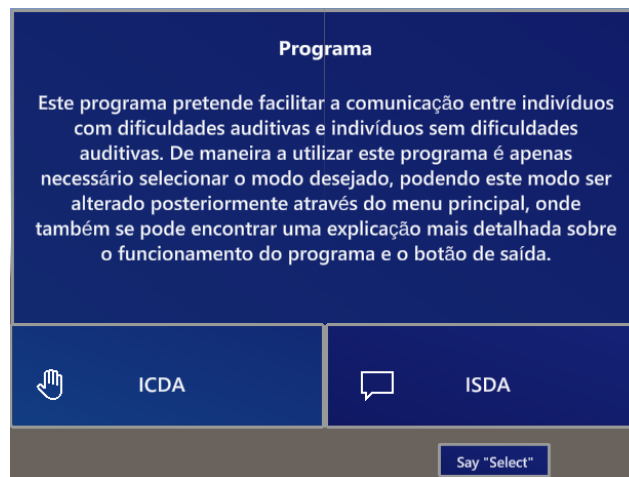 Programa
Este programa pretende facilitar a comunicação entre indivíduos
com dificuldades auditivas e indivíduos sem dificuldades
auditivas. De maneira a utilizar este programa é apenas
necessário selecionar o modo desejado, podendo este modo ser
alterado posteriormente através do menu principal, onde
também se pode encontrar uma explicação mais detalhada sobre
o funcionamento do programa e o botão de saída.
ICDA
ISDA
Say "Select"